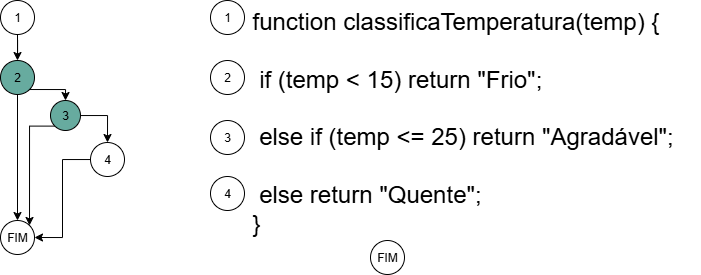 1
1 function classificaTemperatura(temp) {
2
2 if (temp < 15) return "Frio";
3
3 else if (temp <= 25) return "Agradável";
4
4 else return "Quente";
}
FIM
FIM